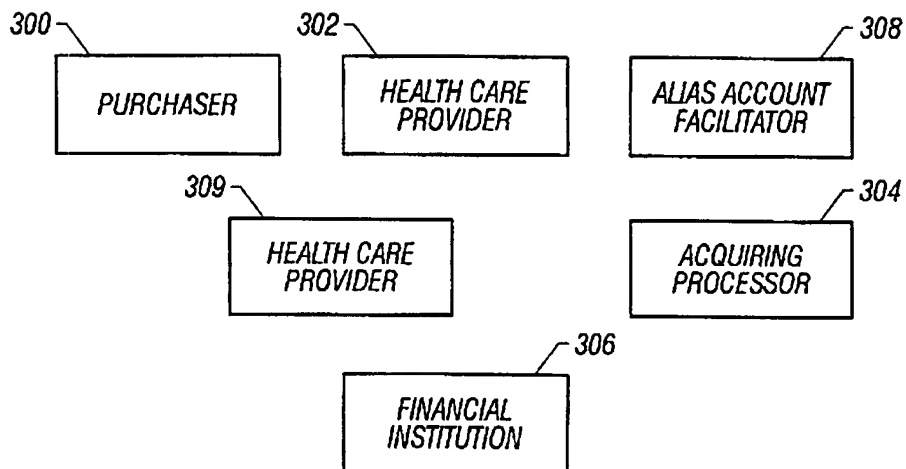 300
302
308
PURCHASER
HEALTH CARE
PROVIDER
ALIAS ACCOUNT
FACILITATOR
309
304
HEALTH CARE
PROVIDER
ACQUIRING
PROCESSOR
306
FINANCIAL
INSTITUTION